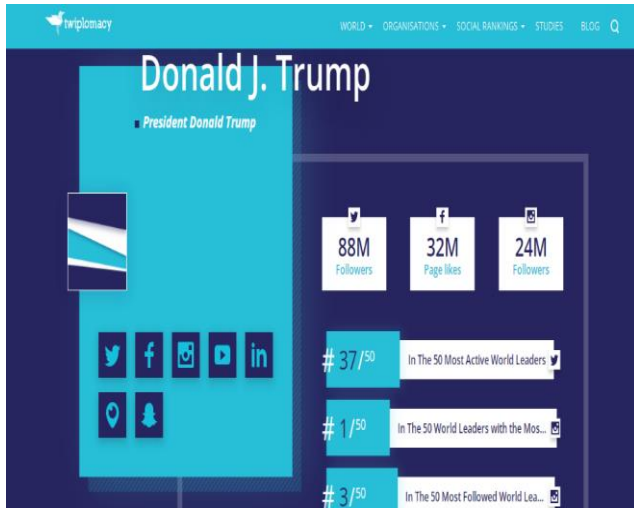 twiplomacy
WORLD ORGANISATIONS SOCIAL RANKINGS STUDIES BLOG
Donald J. Trump
President Donald Trump
88M
Followers
32M
Page likes
24M
Followers
# 37/50 In The 50 Most Active World Leaders
# 1/50 In The 50 World Leaders with the Mos...
# 3/50 In The 50 Most Followed World Lea...